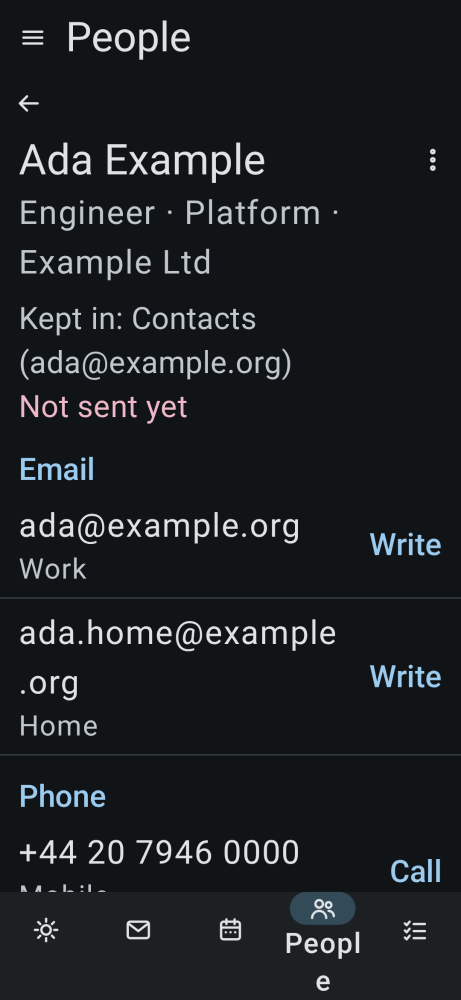 People
Ada Example
Engineer · Platform ·
Example Ltd
Kept in: Contacts
(ada@example.org)
Not sent yet
Email
ada@example.org
Write
Work
ada.home@example
.org
Write
Home
Phone
+44 20 7946 0000
Call
Mobile
Peopl
e